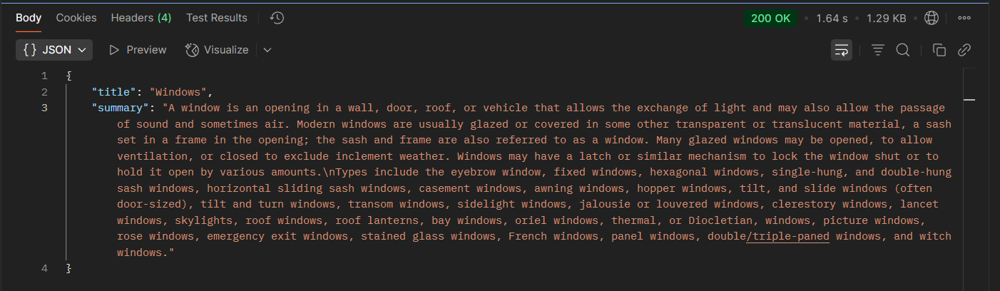 Body Cookies Headers (4) Test Results 200 OK • 1.64 s • 1.29 KB •
{} JSON Preview Visualize
1 {
2 "title": "Windows",
3 "summary": "A window is an opening in a wall, door, roof, or vehicle that allows the exchange of light and may also allow the passage
of sound and sometimes air. Modern windows are usually glazed or covered in some other transparent or translucent material, a sash
set in a frame in the opening; the sash and frame are also referred to as a window. Many glazed windows may be opened, to allow
ventilation, or closed to exclude inclement weather. Windows may have a latch or similar mechanism to lock the window shut or to
hold it open by various amounts.\nTypes include the eyebrow window, fixed windows, hexagonal windows, single-hung, and double-hung
sash windows, horizontal sliding sash windows, casement windows, awning windows, hopper windows, tilt, and slide windows (often
door-sized), tilt and turn windows, transom windows, sidelight windows, jalousie or louvered windows, clerestory windows, lancet
windows, skylights, roof windows, roof lanterns, bay windows, oriel windows, thermal, or Diocletian, windows, picture windows,
rose windows, emergency exit windows, stained glass windows, French windows, panel windows, double/triple-paned windows, and witch
windows."
4 }